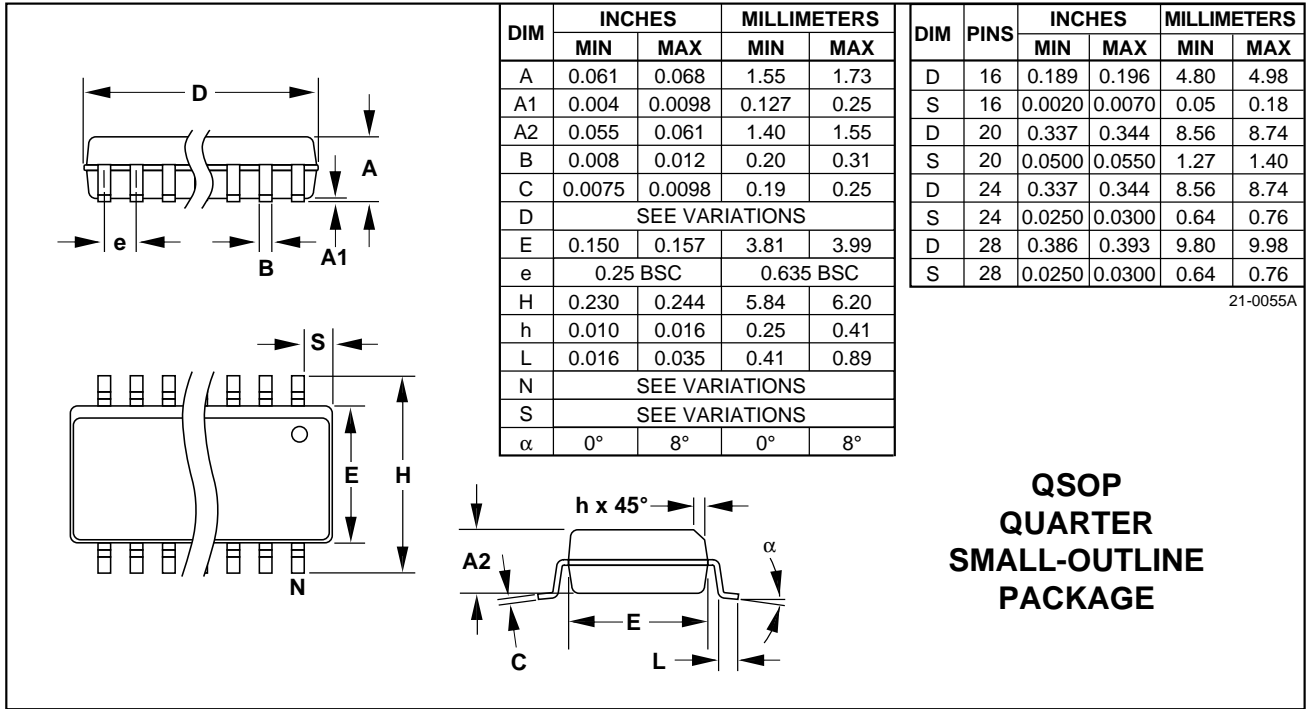 D
A
e
B
A1
S
E
H
N
DIM INCHES MILLIMETERS
MIN MAX MIN MAX
A 0.061 0.068 1.55 1.73
A1 0.004 0.0098 0.127 0.25
A2 0.055 0.061 1.40 1.55
B 0.008 0.012 0.20 0.31
C 0.0075 0.0098 0.19 0.25
D SEE VARIATIONS
E 0.150 0.157 3.81 3.99
e 0.25 BSC 0.635 BSC
H 0.230 0.244 5.84 6.20
h 0.010 0.016 0.25 0.41
L 0.016 0.035 0.41 0.89
N SEE VARIATIONS
S SEE VARIATIONS
α 0° 8° 0° 8°
DIM PINS INCHES MILLIMETERS
MIN MAX MIN MAX
D 16 0.189 0.196 4.80 4.98
S 16 0.0020 0.0070 0.05 0.18
D 20 0.337 0.344 8.56 8.74
S 20 0.0500 0.0550 1.27 1.40
D 24 0.337 0.344 8.56 8.74
S 24 0.0250 0.0300 0.64 0.76
D 28 0.386 0.393 9.80 9.98
S 28 0.0250 0.0300 0.64 0.76
21-0055A
h x 45°
A2
α
E
C
L
QSOP
QUARTER
SMALL-OUTLINE
PACKAGE